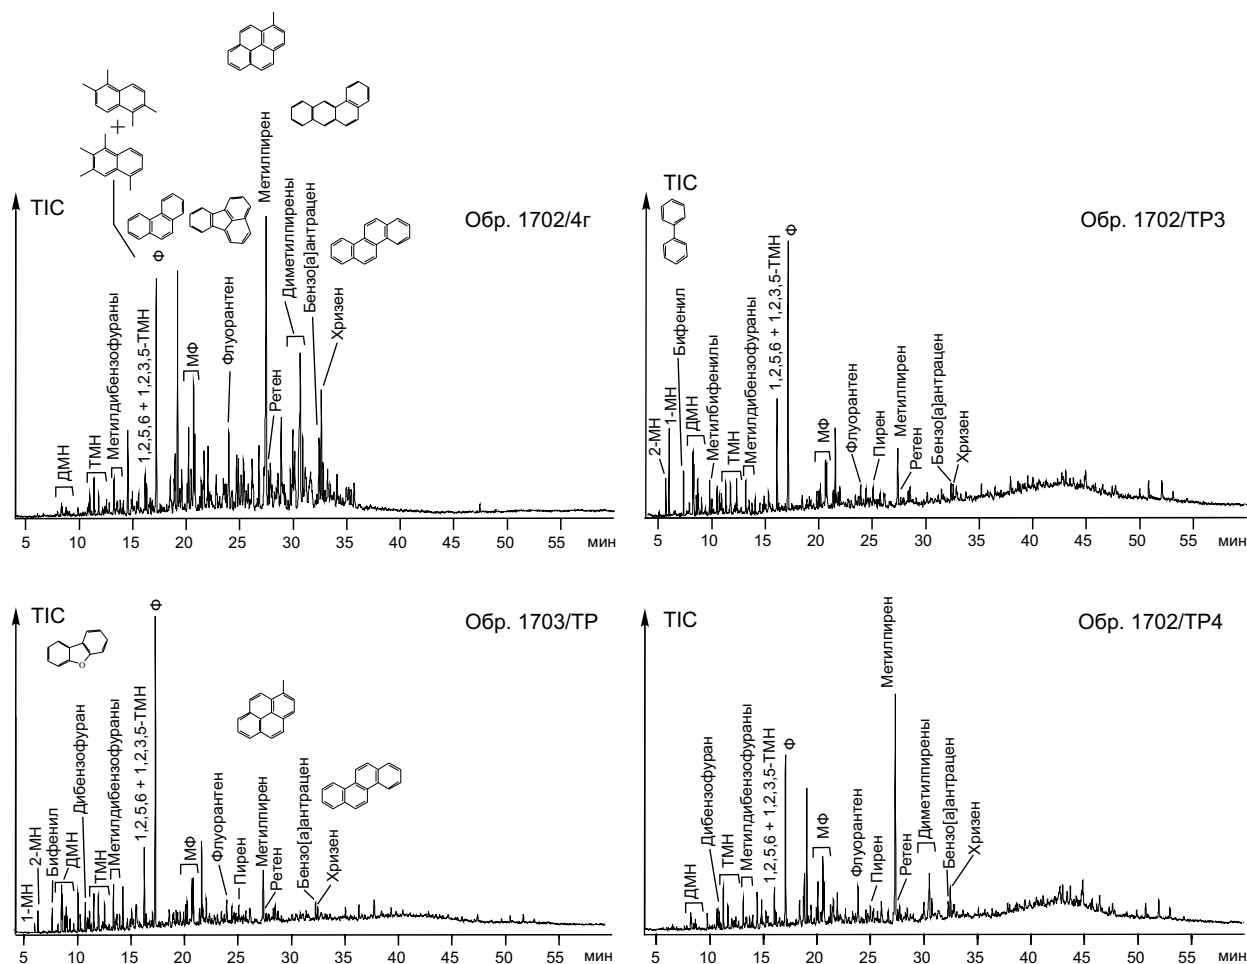 TIC
Обр. 1702/4г
ДМН
ТМН
Метилдибензофураны
1,2,5,6 + 1,2,3,5-ТМН
Ф
МФ
Флуорантен
Метилпирен
Ретен
Диметилпирены
Бензо[а]антрацен
Хризен
5 10 15 20 25 30 35 40 45 50 55 мин
TIC
Обр. 1702/ТР3
2-МН
1-МН
Бифенил
ДМН
Метилбифенилы
ТМН
Метилдибензофураны
1,2,5,6 + 1,2,3,5-ТМН
Ф
МФ
Флуорантен
Пирен
Метилпирен
Ретен
Бензо[а]антрацен
Хризен
5 10 15 20 25 30 35 40 45 50 55 мин
TIC
Обр. 1703/ТР
O
1-МН
2-МН
Бифенил
ДМН
Дибензофуран
ТМН
Метилдибензофураны
1,2,5,6 + 1,2,3,5-ТМН
Ф
МФ
Флуорантен
Пирен
Метилпирен
Ретен
Бензо[а]антрацен
Хризен
5 10 15 20 25 30 35 40 45 50 55 мин
TIC
Обр. 1702/ТР4
ДМН
Дибензофуран
ТМН
Метилдибензофураны
1,2,5,6 + 1,2,3,5-ТМН
Ф
МФ
Флуорантен
Пирен
Метилпирен
Ретен
Диметилпирены
Бензо[а]антрацен
Хризен
5 10 15 20 25 30 35 40 45 50 55 мин